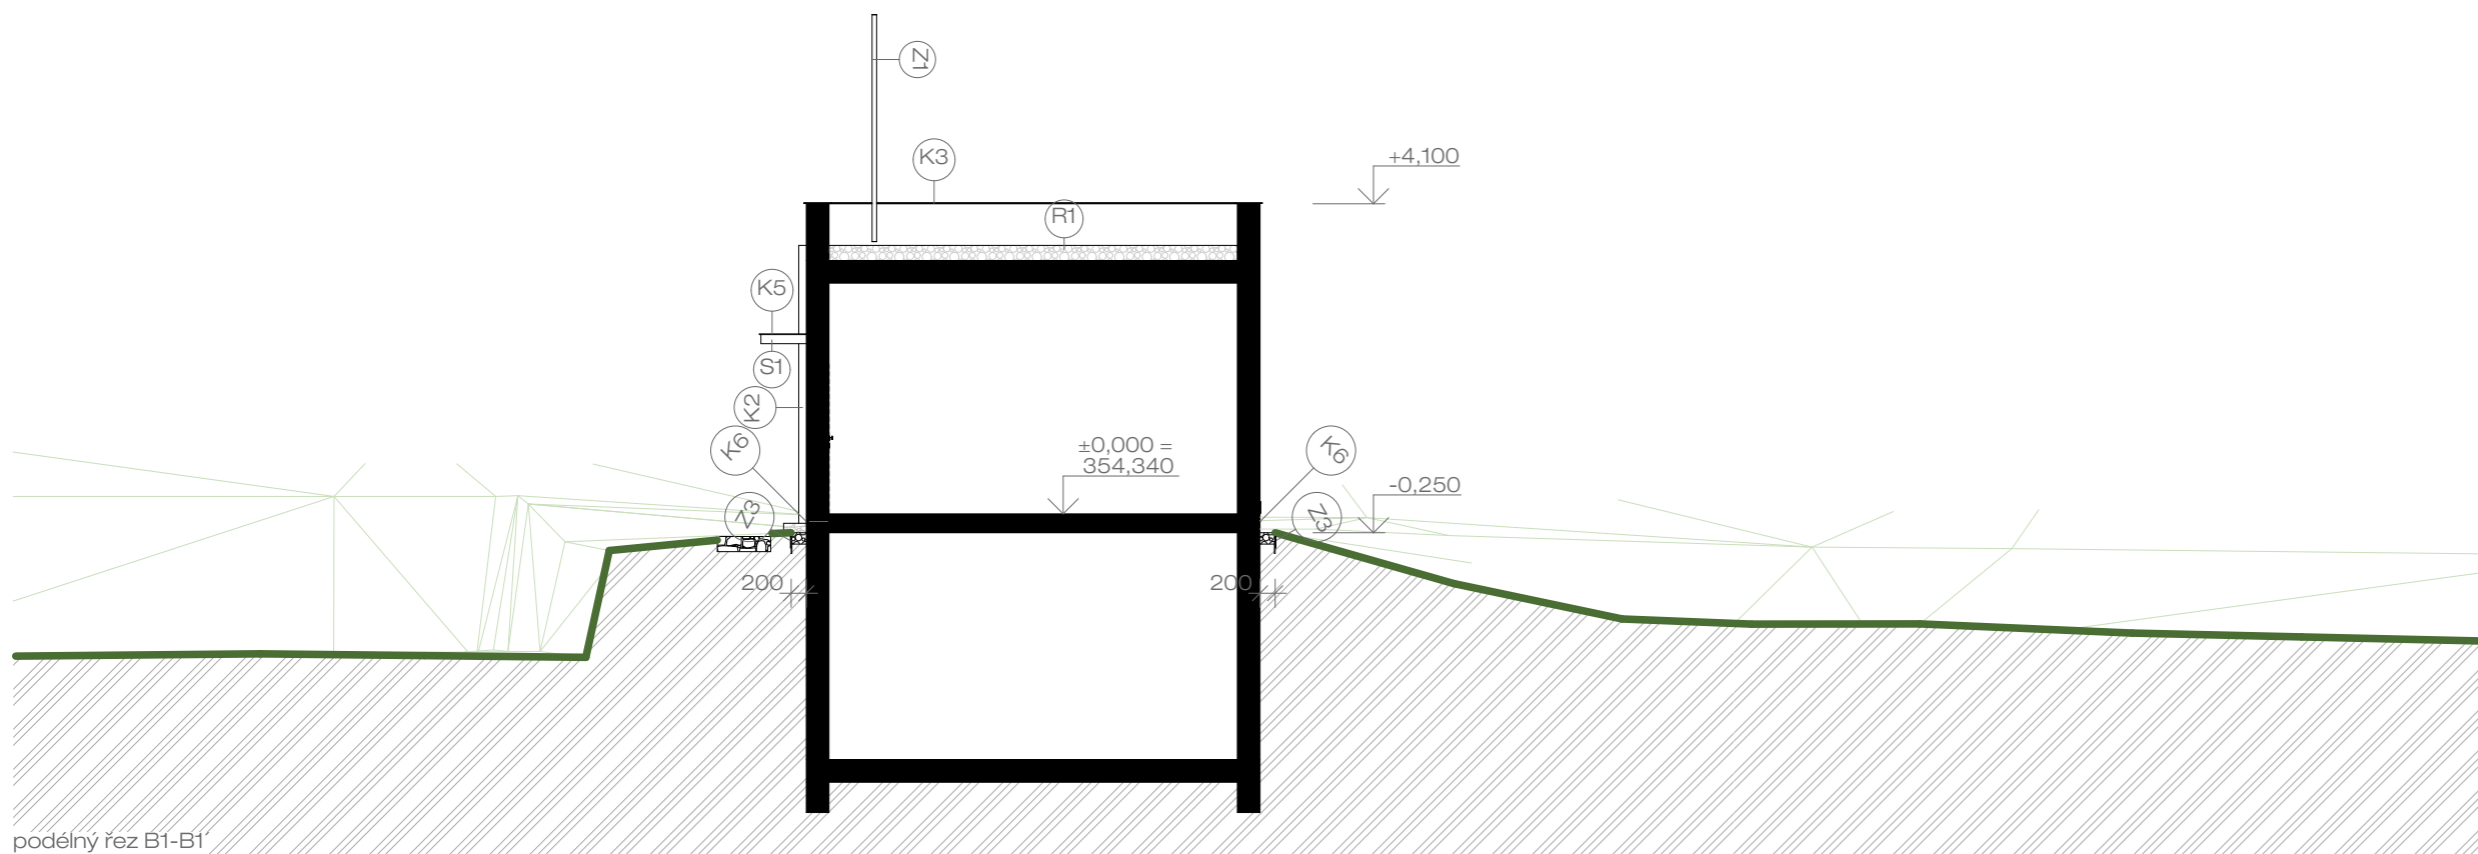 Z1
K3
+4,100
R1
K5
S1
K2
K6
±0,000 =
354,340
K6
-0,250
Z3
Z3
200
200
podélný řez B1-B1´